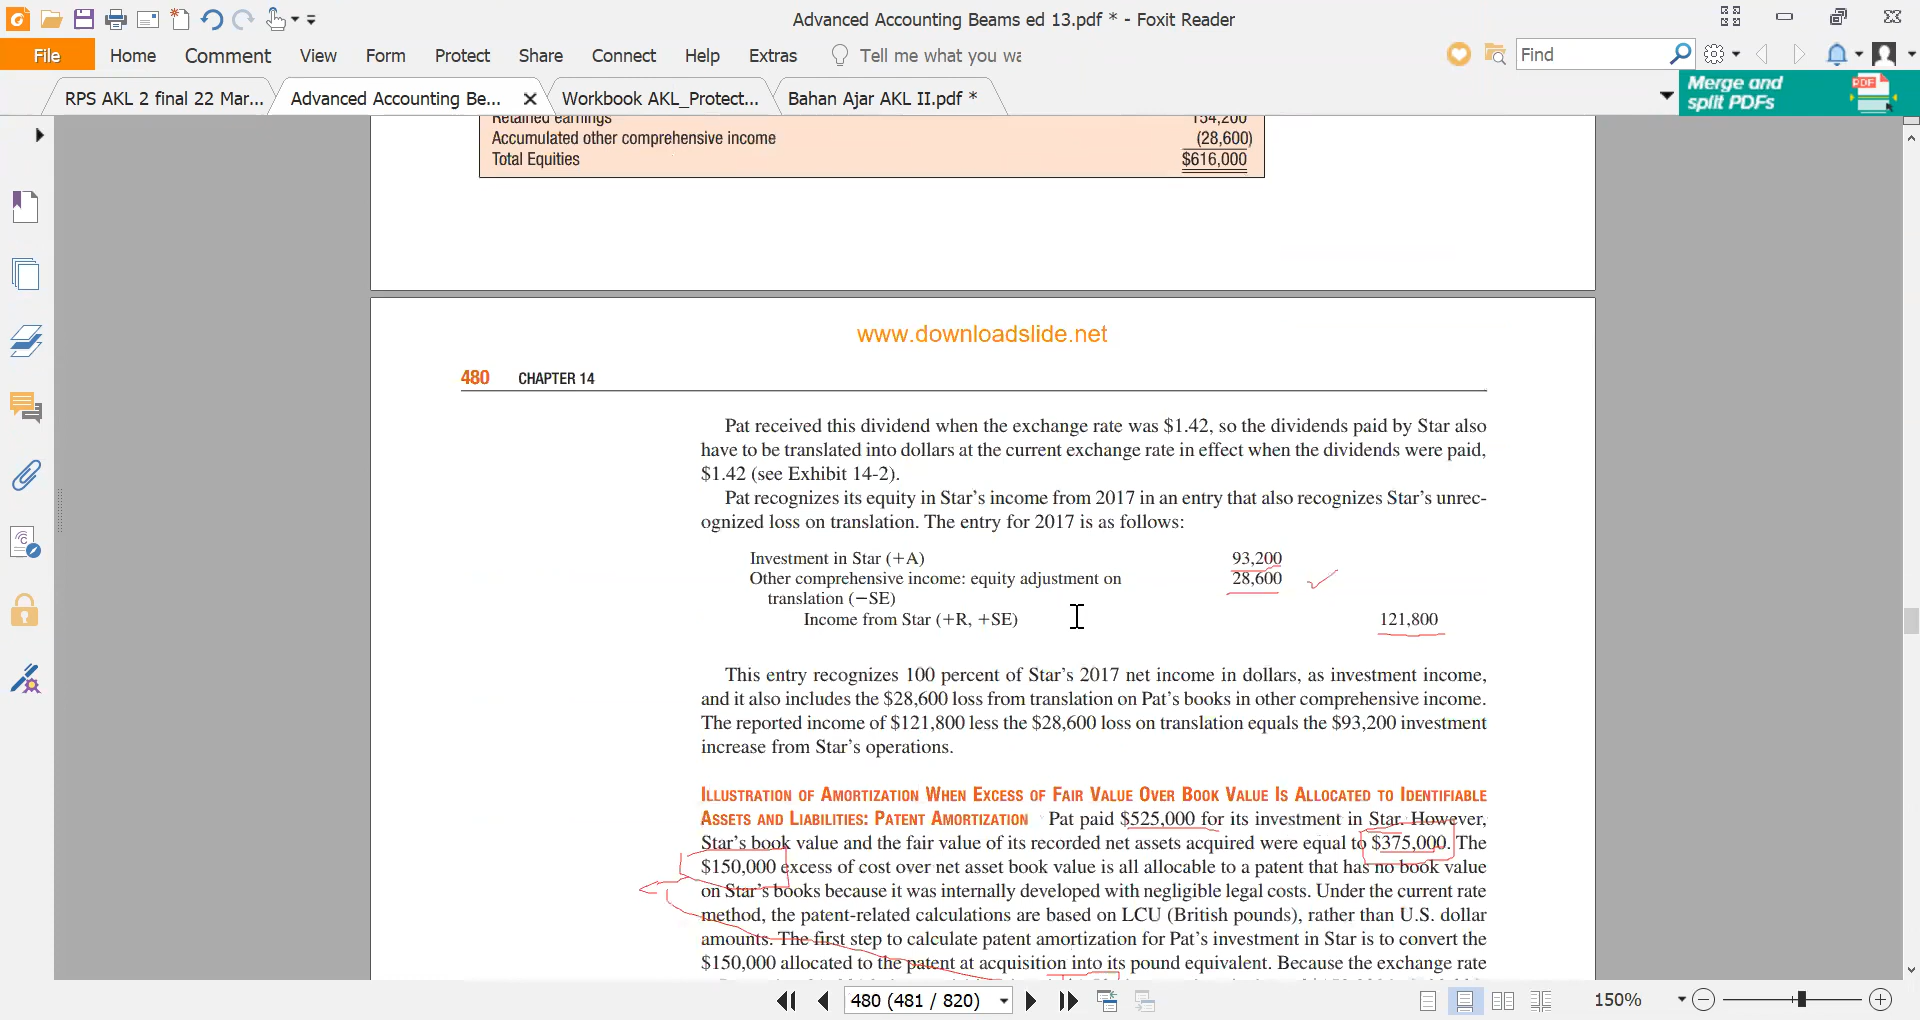 Advanced Accounting Beams ed 13.pdf * - Foxit Reader
File Home Comment View Form Protect Share Connect Help Extras Tell me what you wa Find
RPS AKL 2 final 22 Mar... Advanced Accounting Be... Workbook AKL_Protect... Bahan Ajar AKL II.pdf * Merge and
split PDFs
PDF
Retained earnings 154,200
Accumulated other comprehensive income (28,600)
Total Equities $616,000
www.downloadslide.net
480 CHAPTER 14
Pat received this dividend when the exchange rate was $1.42, so the dividends paid by Star also
have to be translated into dollars at the current exchange rate in effect when the dividends were paid,
$1.42 (see Exhibit 14-2).
Pat recognizes its equity in Star's income from 2017 in an entry that also recognizes Star's unrec-
ognized loss on translation. The entry for 2017 is as follows:
Investment in Star (+A) 93,200
Other comprehensive income: equity adjustment on 28,600
translation (−SE)
Income from Star (+R, +SE) 121,800
This entry recognizes 100 percent of Star's 2017 net income in dollars, as investment income,
and it also includes the $28,600 loss from translation on Pat's books in other comprehensive income.
The reported income of $121,800 less the $28,600 loss on translation equals the $93,200 investment
increase from Star's operations.
ILLUSTRATION OF AMORTIZATION WHEN EXCESS OF FAIR VALUE OVER BOOK VALUE IS ALLOCATED TO IDENTIFIABLE
ASSETS AND LIABILITIES: PATENT AMORTIZATION Pat paid $525,000 for its investment in Star. However,
Star's book value and the fair value of its recorded net assets acquired were equal to $375,000. The
$150,000 excess of cost over net asset book value is all allocable to a patent that has no book value
on Star's books because it was internally developed with negligible legal costs. Under the current rate
method, the patent-related calculations are based on LCU (British pounds), rather than U.S. dollar
amounts. The first step to calculate patent amortization for Pat's investment in Star is to convert the
$150,000 allocated to the patent at acquisition into its pound equivalent. Because the exchange rate
480 (481 / 820) 150%